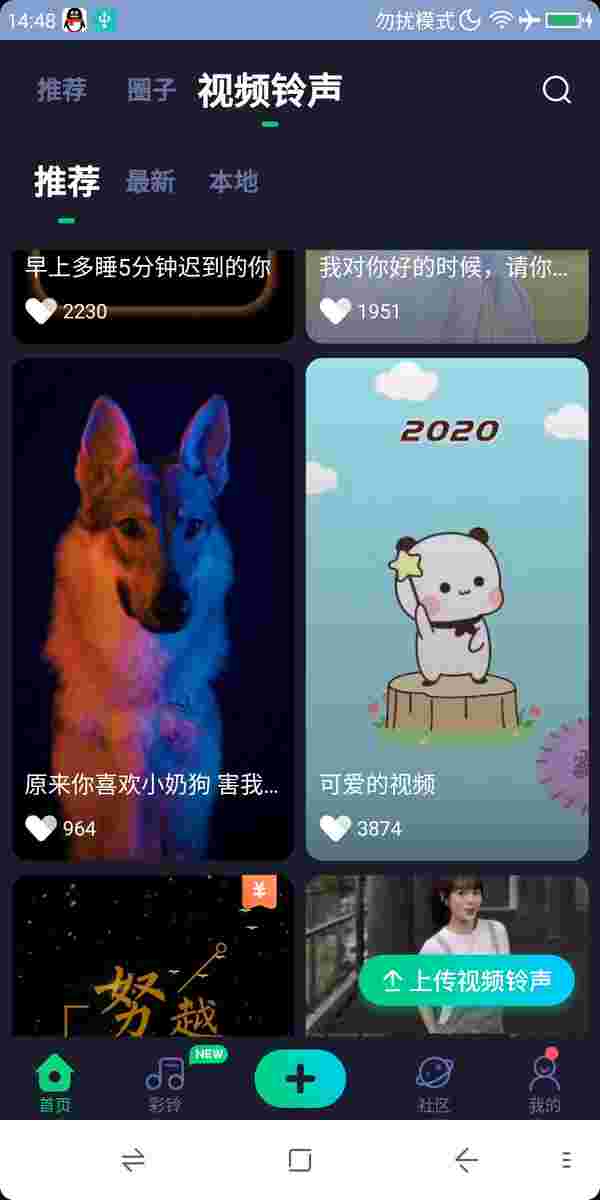 14:48
勿扰模式
推荐 圈子 视频铃声
推荐 最新 本地
早上多睡5分钟迟到的你
2230
我对你好的时候，请你...
1951
2020
原来你喜欢小奶狗 害我...
964
可爱的视频
3874
¥
努
越
上传视频铃声
NEW
首页
彩铃
社区
我的